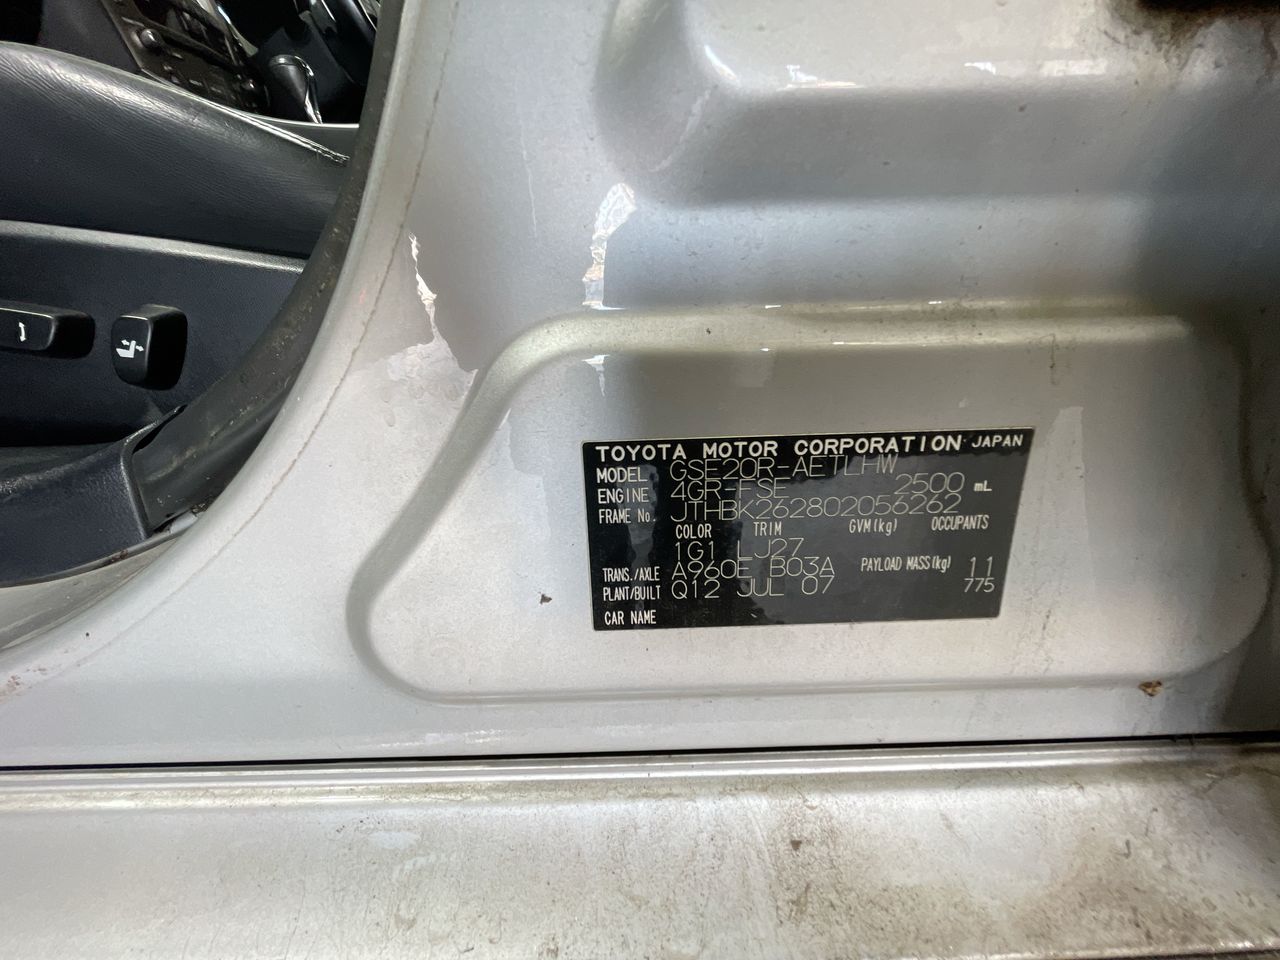 TOYOTA MOTOR CORPORATION JAPAN
MODEL GSE20R-AETLHW
ENGINE 4GR-FSE 2500 mL
FRAME No. JTHBK262802056262
COLOR TRIM GVM(kg) OCCUPANTS
1G1 LJ27
TRANS./AXLE A960E B03A PAYLOAD MASS(kg) 11
PLANT/BUILT Q12 JUL 07 775
CAR NAME